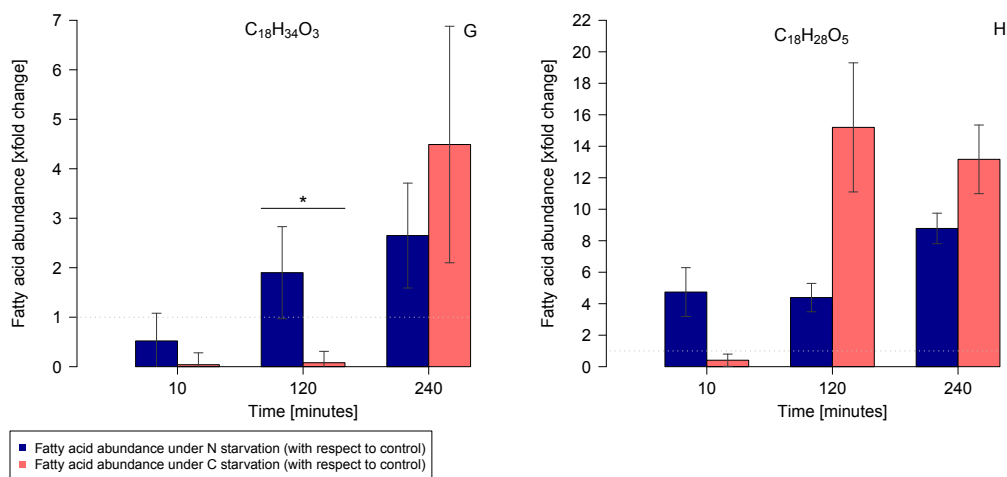 C18H34O3
G
Fatty acid abundance [xfold change]
7
6
5
4
3
2
1
0
*
10 120 240
Time [minutes]
C18H28O5
H
Fatty acid abundance [xfold change]
22
20
18
16
14
12
10
8
6
4
2
0
10 120 240
Time [minutes]
Fatty acid abundance under N starvation (with respect to control)
Fatty acid abundance under C starvation (with respect to control)